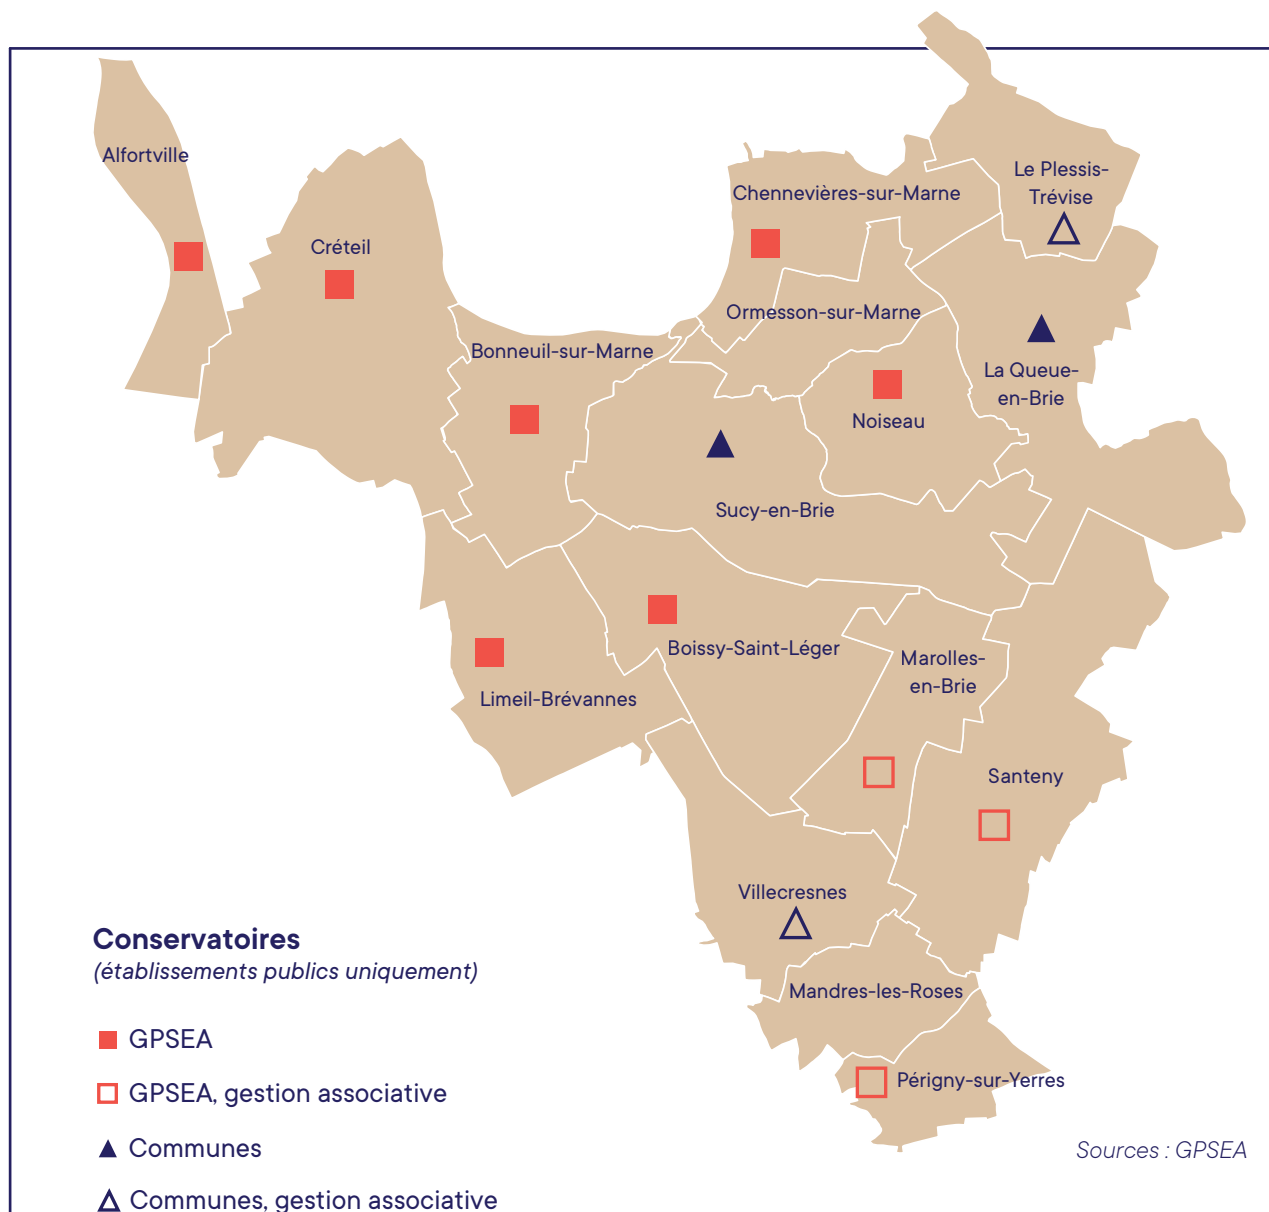 Alfortville
Créteil
Chennevières-sur-Marne
Le Plessis-
Trévise
Ormesson-sur-Marne
Bonneuil-sur-Marne
La Queue-
en-Brie
Noiseau
Sucy-en-Brie
Boissy-Saint-Léger
Marolles-
en-Brie
Limeil-Brévannes
Santeny
Villecresnes
Mandres-les-Roses
Périgny-sur-Yerres
Conservatoires
(établissements publics uniquement)
GPSEA
GPSEA, gestion associative
Communes
Communes, gestion associative
Sources : GPSEA